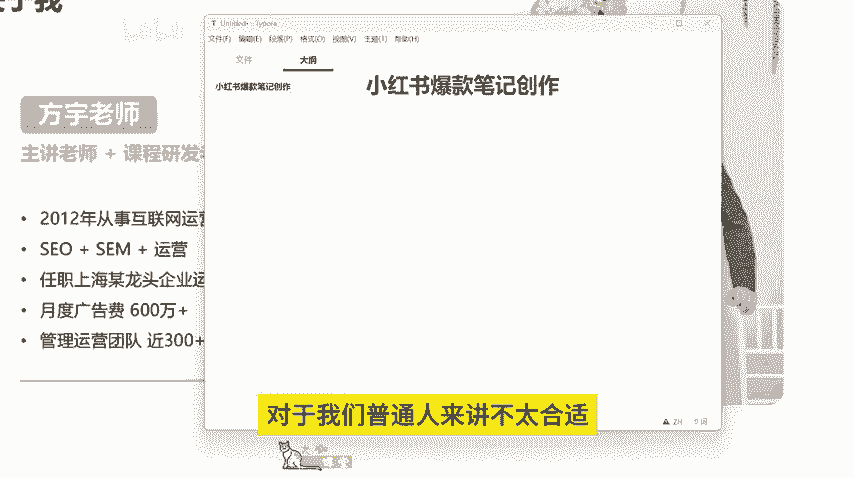 于我
Untitled• - Typora
文件(F) 编辑(E) 段落(P) 格式(O) 视图(V) 主题(T) 帮助(H)
文件 大纲
小红书爆款笔记创作
小红书爆款笔记创作
方宇老师
主讲老师 + 课程研发
• 2012年从事互联网运营
• SEO + SEM + 运营
• 任职上海某龙头企业运
• 月度广告费 600万+
• 管理运营团队 近300+
对于我们普通人来讲不太合适
ZH 9 词
课堂